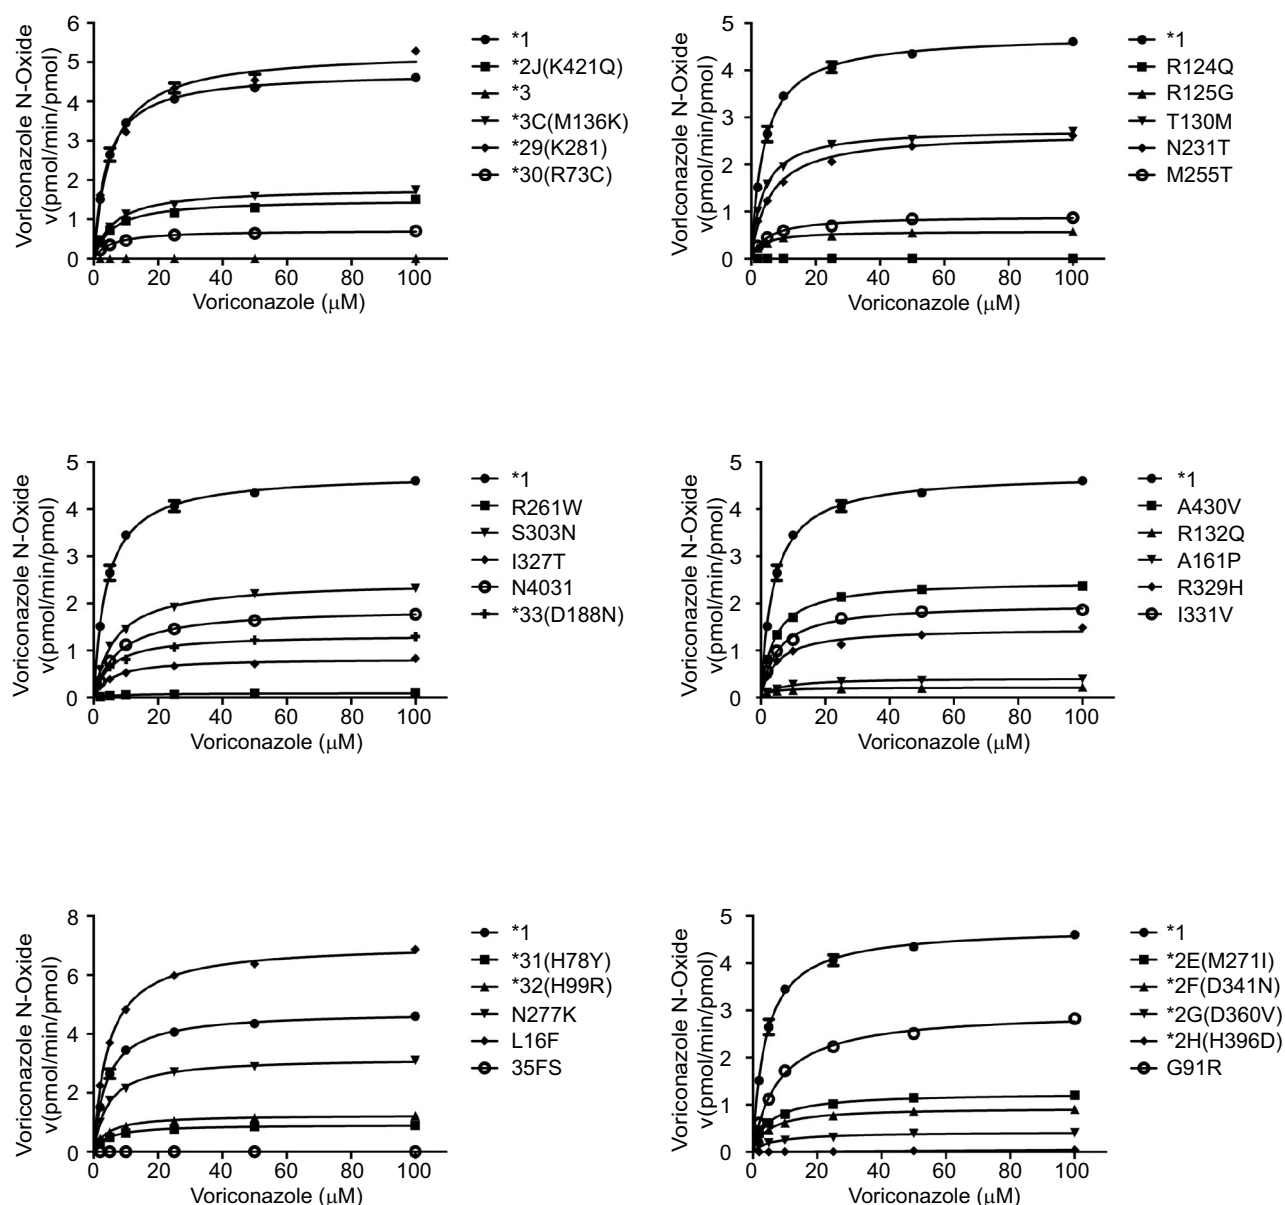 Vorlconazole N-Oxide
v(pmol/min/pmol)
6
5
4
3
2
1
0
0
20
40
60
80
100
Voriconazole (μM)
*1
*2J(K421Q)
*3
*3C(M136K)
*29(K281)
*30(R73C)
Vorlconazole N-Oxide
v(pmol/min/pmol)
5
4
3
2
1
0
0
20
40
60
80
100
Voriconazole (μM)
*1
R124Q
R125G
T130M
N231T
M255T
Voriconazole N-Oxide
v(pmol/min/pmol)
5
4
3
2
1
0
0
20
40
60
80
100
Voriconazole (μM)
*1
R261W
S303N
I327T
N4031
*33(D188N)
Voriconazole N-Oxide
v(pmol/min/pmol)
5
4
3
2
1
0
0
20
40
60
80
100
Voriconazole (μM)
*1
A430V
R132Q
A161P
R329H
I331V
Voriconazole N-Oxide
v(pmol/min/pmol)
8
6
4
2
0
0
20
40
60
80
100
Voriconazole (μM)
*1
*31(H78Y)
*32(H99R)
N277K
L16F
35FS
Voriconazole N-Oxide
v(pmol/min/pmol)
5
4
3
2
1
0
0
20
40
60
80
100
Voriconazole (μM)
*1
*2E(M271I)
*2F(D341N)
*2G(D360V)
*2H(H396D)
G91R